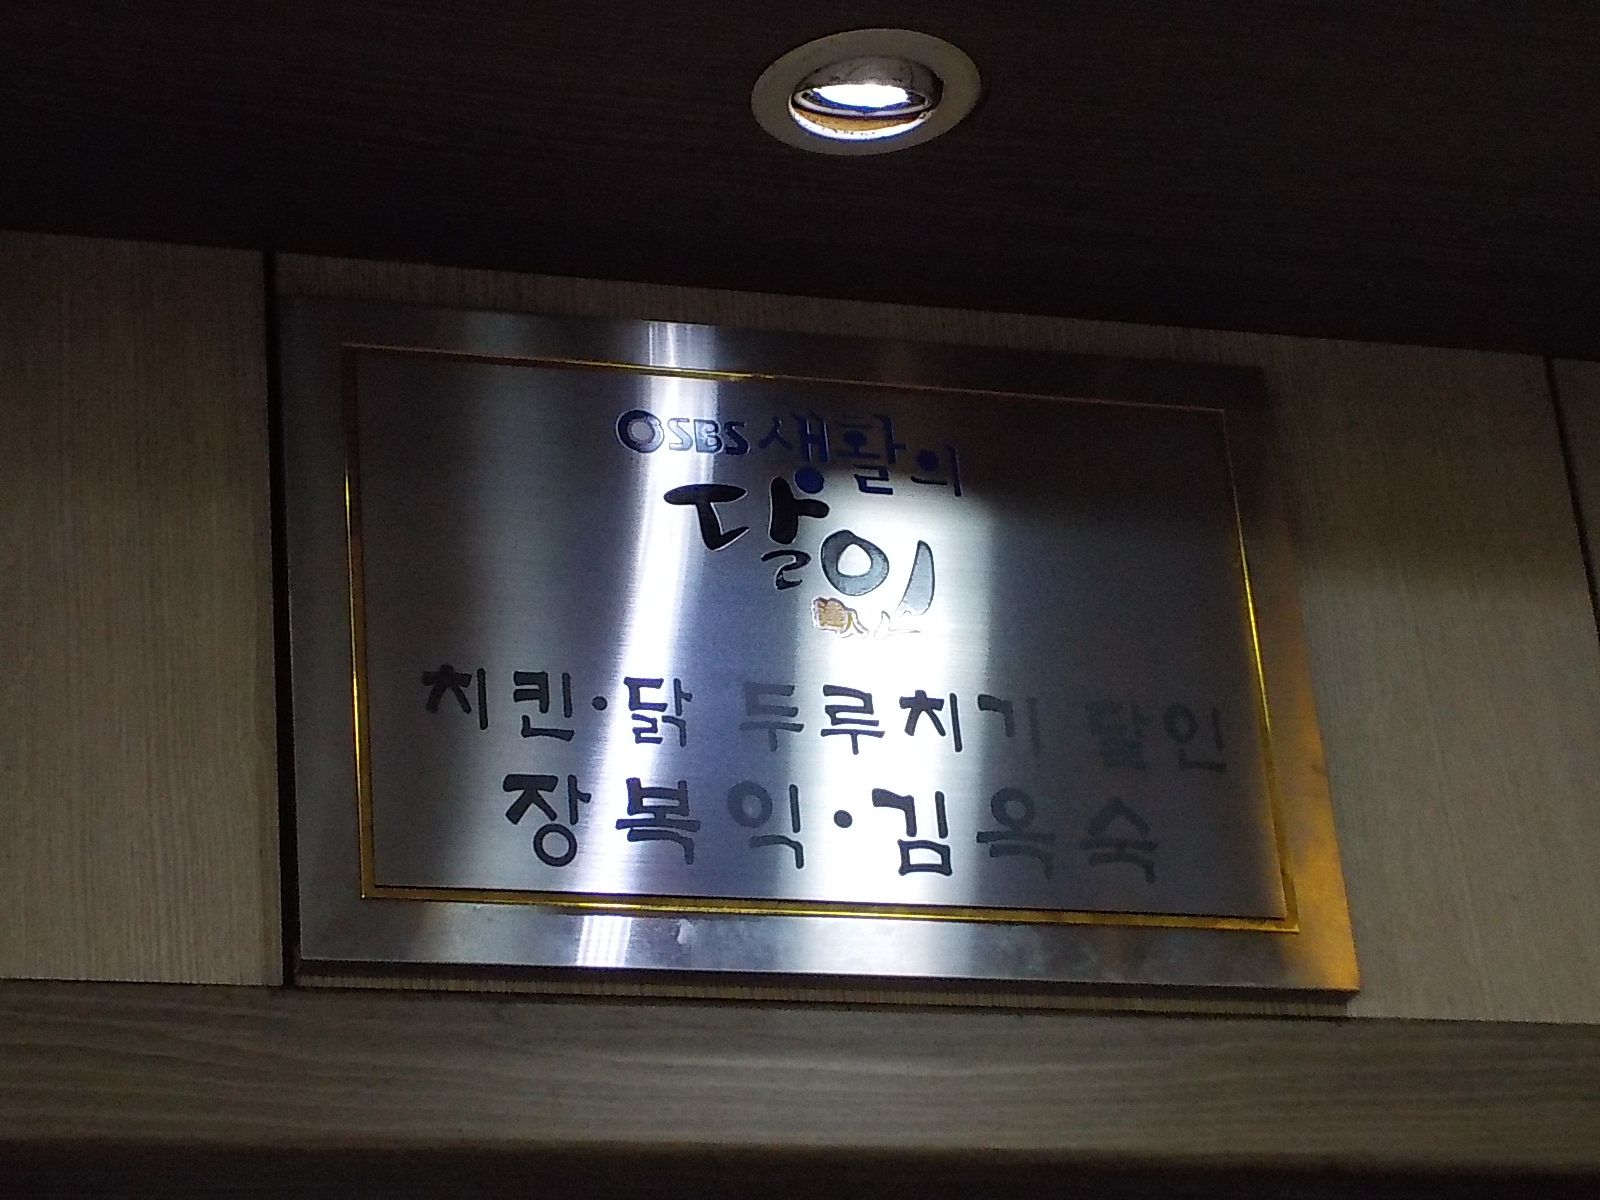 SBS 생활의
달인
達人
치킨·닭 두루치기 달인
장복익·김옥숙